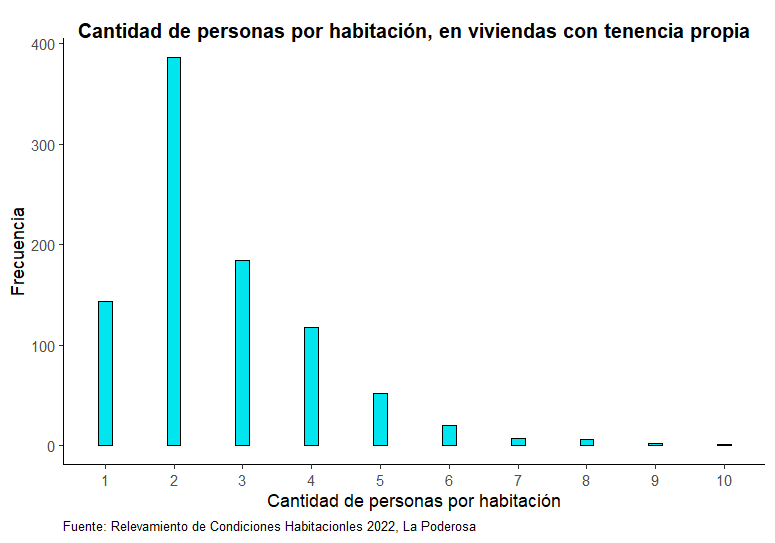 Cantidad de personas por habitación, en viviendas con tenencia propia
400
300
200
100
0
Frecuencia
1 2 3 4 5 6 7 8 9 10
Cantidad de personas por habitación
Fuente: Relevamiento de Condiciones Habitacionles 2022, La Poderosa